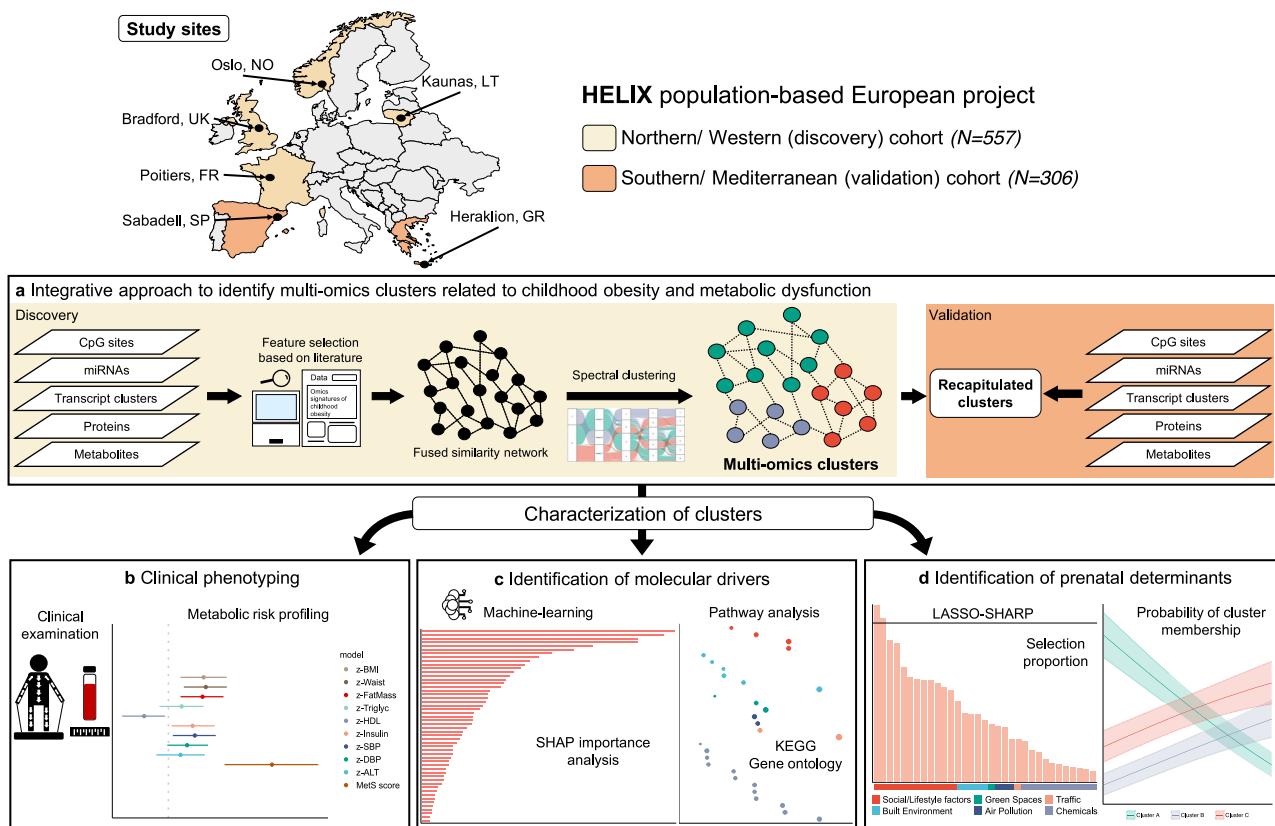 Study sites
Oslo, NO
Kaunas, LT
Bradford, UK
Poitiers, FR
Sabadell, SP
Heraklion, GR
HELIX population-based European project
Northern/ Western (discovery) cohort (N=557)
Southern/ Mediterranean (validation) cohort (N=306)
a Integrative approach to identify multi-omics clusters related to childhood obesity and metabolic dysfunction
Discovery
CpG sites
miRNAs
Transcript clusters
Proteins
Metabolites
Feature selection
based on literature
Data
Omics
signatures of
childhood
obesity
Fused similarity network
Spectral clustering
Multi-omics clusters
Validation
Recapitulated
clusters
CpG sites
miRNAs
Transcript clusters
Proteins
Metabolites
Characterization of clusters
b Clinical phenotyping
Clinical
examination
Metabolic risk profiling
model
z-BMI
z-Waist
z-FatMass
z-Triglyc
z-HDL
z-Insulin
z-SBP
z-DBP
z-ALT
MetS score
c Identification of molecular drivers
Machine-learning
SHAP importance
analysis
Pathway analysis
KEGG
Gene ontology
d Identification of prenatal determinants
LASSO-SHARP
Selection
proportion
Social/Lifestyle factors
Green Spaces
Traffic
Built Environment
Air Pollution
Chemicals
Probability of cluster
membership
Cluster A
Cluster B
Cluster C